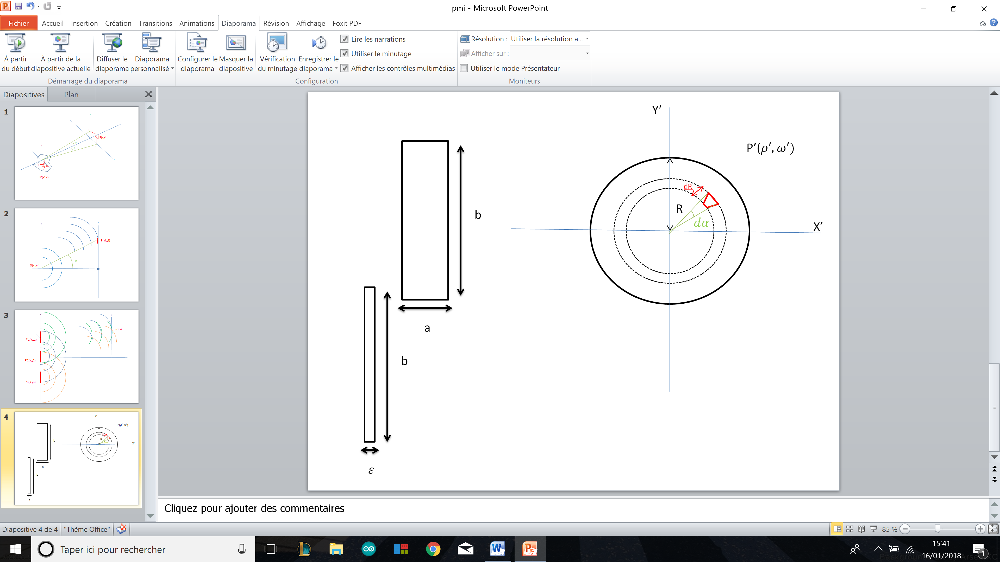 pmi - Microsoft PowerPoint
Fichier Accueil Insertion Création Transitions Animations Diaporama Révision Affichage Foxit PDF
À partir du début
À partir de la diapositive actuelle
Diffuser le diaporama
Diaporama personnalisé
Configurer le diaporama
Masquer la diapositive
Vérification du minutage
Enregistrer le diaporama
Lire les narrations
Utiliser le minutage
Afficher les contrôles multimédias
Résolution : Utiliser la résolution a...
Afficher sur :
Utiliser le mode Présentateur
Démarrage du diaporama Configuration Moniteurs
Diapositives Plan
1
P(x,y)
P'(x',y')
2
P(xi,yi)
O(xi,yi)
3
P(x,y)
P'1(x,y1)
P'2(x,y2)
P'3(x,y3)
4
Y'
P'(ρ',ω')
b
R
dα
X'
a
b
ε
Y’
P’(ρ′, ω′)
dR
R
dα
X’
b
a
b
ε
Cliquez pour ajouter des commentaires
Diapositive 4 de 4 "Thème Office" 85 %
Taper ici pour rechercher
15:41
16/01/2018
1